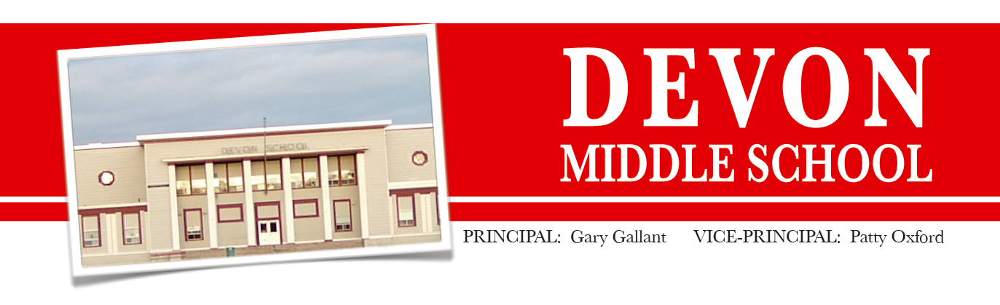 DEVON SCHOOL
DEVON
MIDDLE SCHOOL
PRINCIPAL: Gary Gallant VICE-PRINCIPAL: Patty Oxford